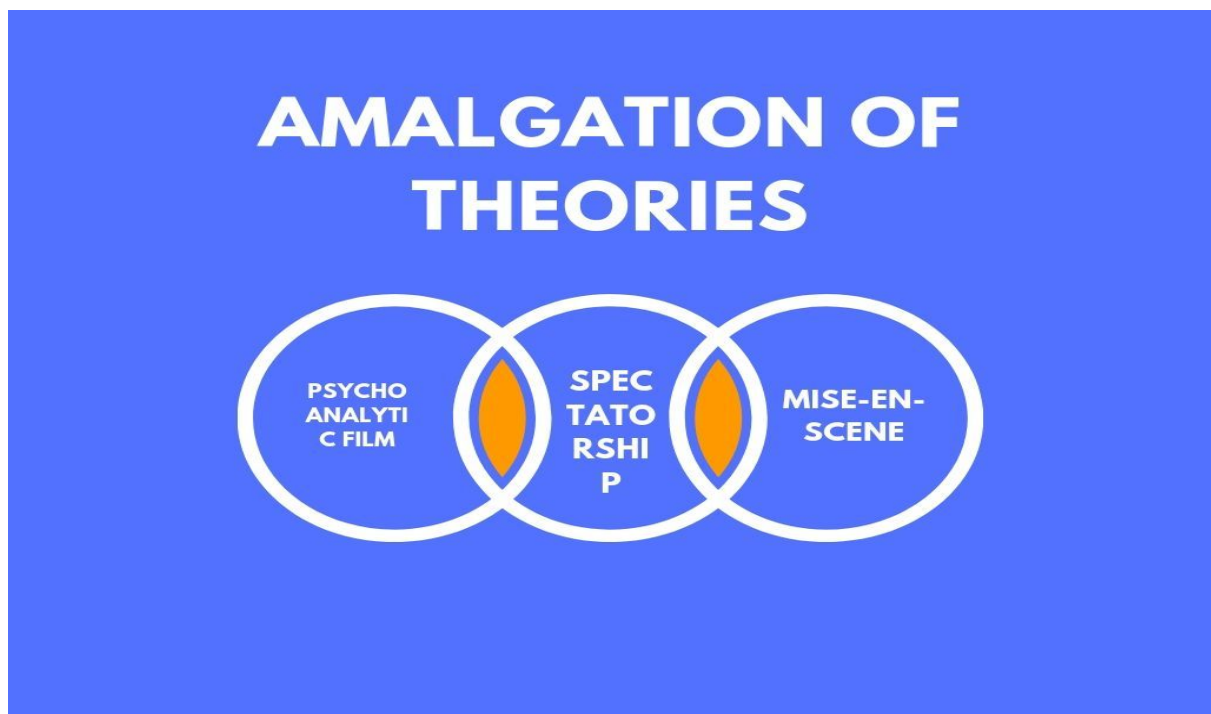 AMALGATION OF
THEORIES
PSYCHO
ANALYTI
C FILM
SPEC
TATO
RSHI
P
MISE-EN-
SCENE